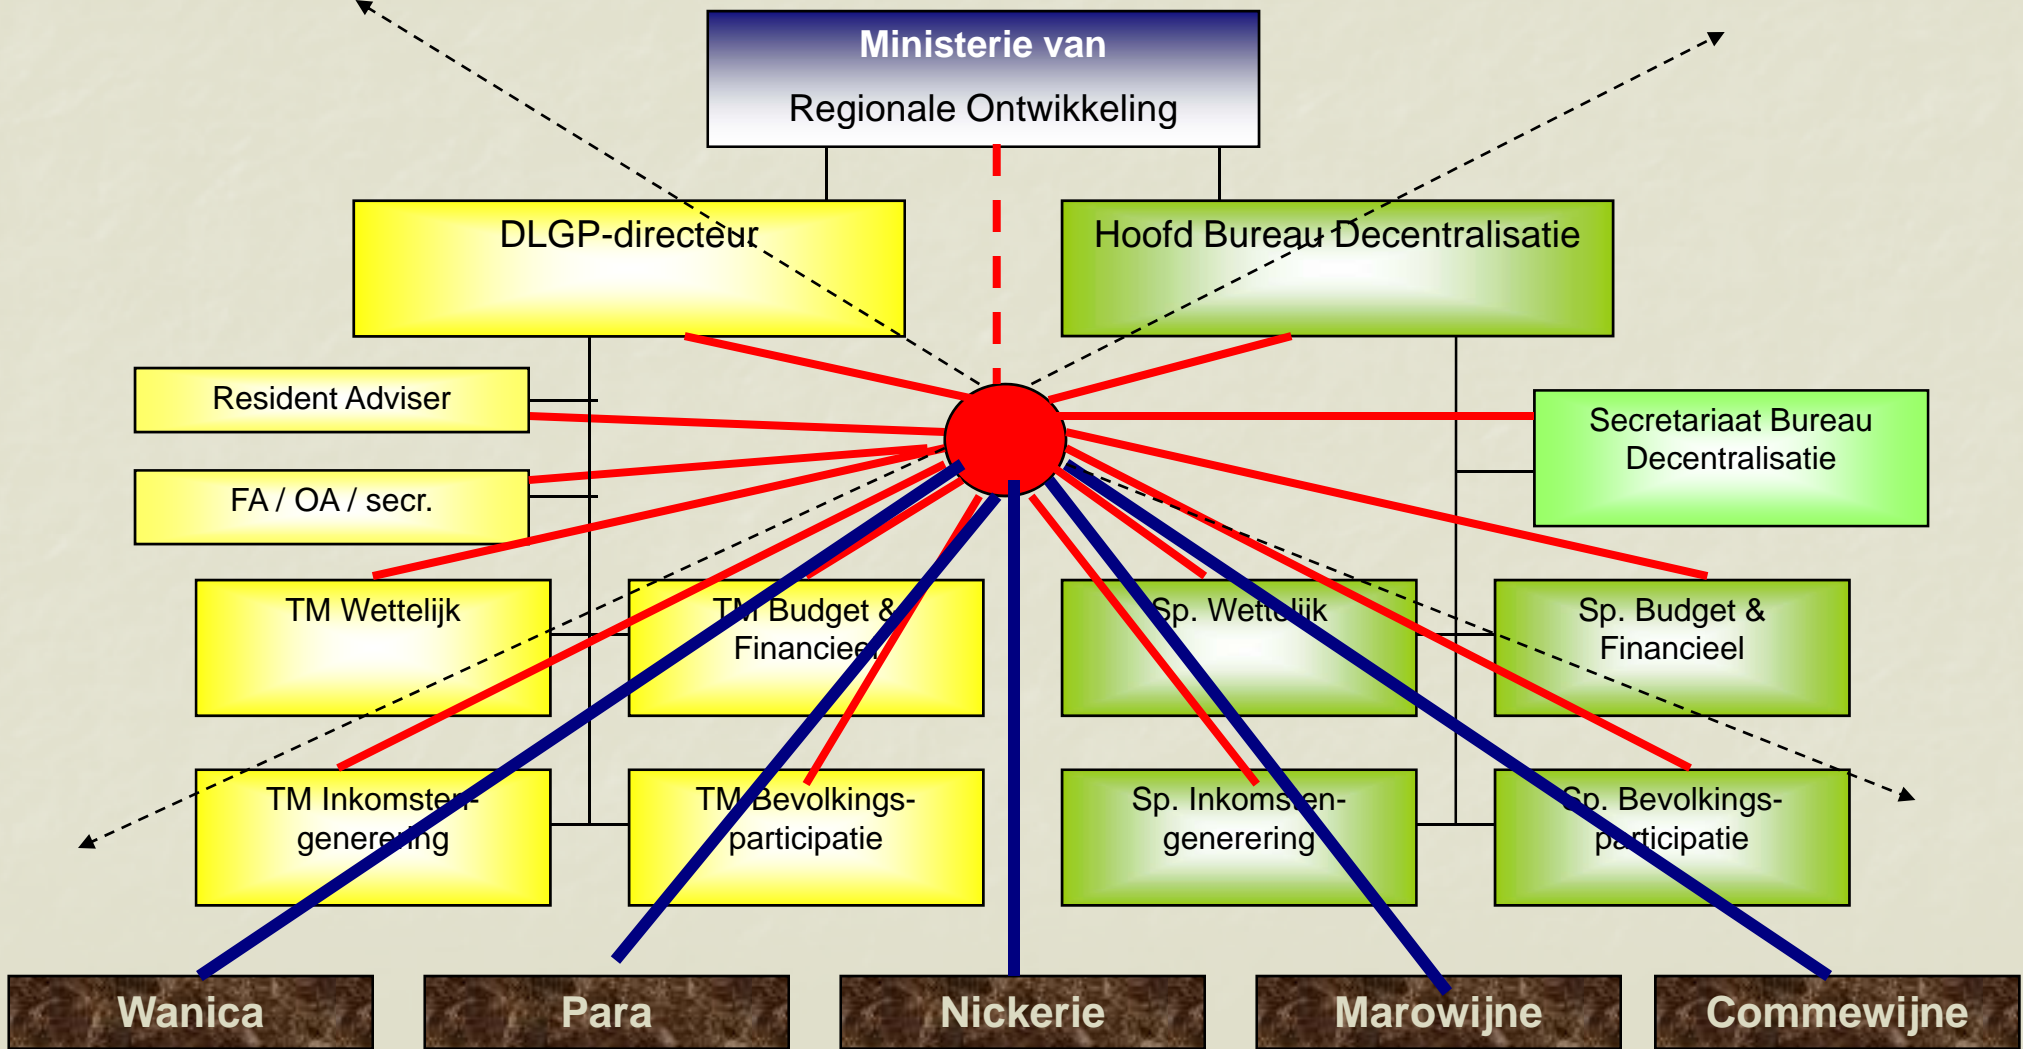 Ministerie van
Regionale Ontwikkeling
DLGP-directeur
Hoofd Bureau Decentralisatie
Resident Adviser
Secretariaat Bureau
Decentralisatie
FA / OA / secr.
TM Wettelijk
TM Budget &
Financieel
Sp. Wettelijk
Sp. Budget &
Financieel
TM Inkomsten-
generering
TM Bevolkings-
participatie
Sp. Inkomsten-
generering
Sp. Bevolkings-
participatie
Wanica
Para
Nickerie
Marowijne
Commewijne